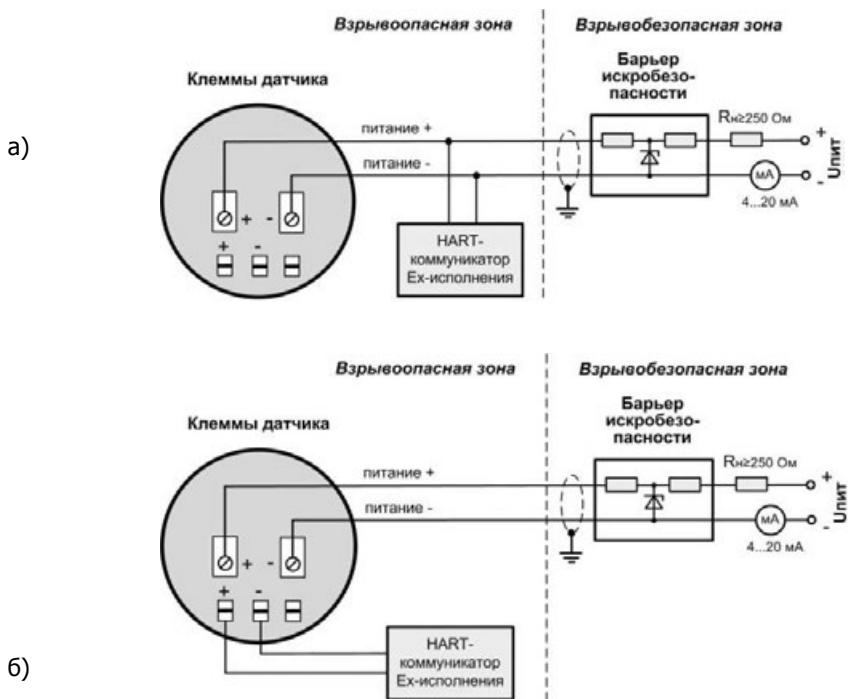 Взрывоопасная зона
Взрывобезопасная зона
Клеммы датчика
Барьер
искробезо-
пасности
Rн≥250 Ом
питание +
+
а)
питание -
Uпит
-
мА
4...20 мА
+ -
+ -
HART-
коммуникатор
Ex-исполнения
Взрывоопасная зона
Взрывобезопасная зона
Клеммы датчика
Барьер
искробезо-
пасности
Rн≥250 Ом
питание +
+
питание -
Uпит
-
мА
4...20 мА
+ -
+ -
HART-
коммуникатор
Ex-исполнения
б)